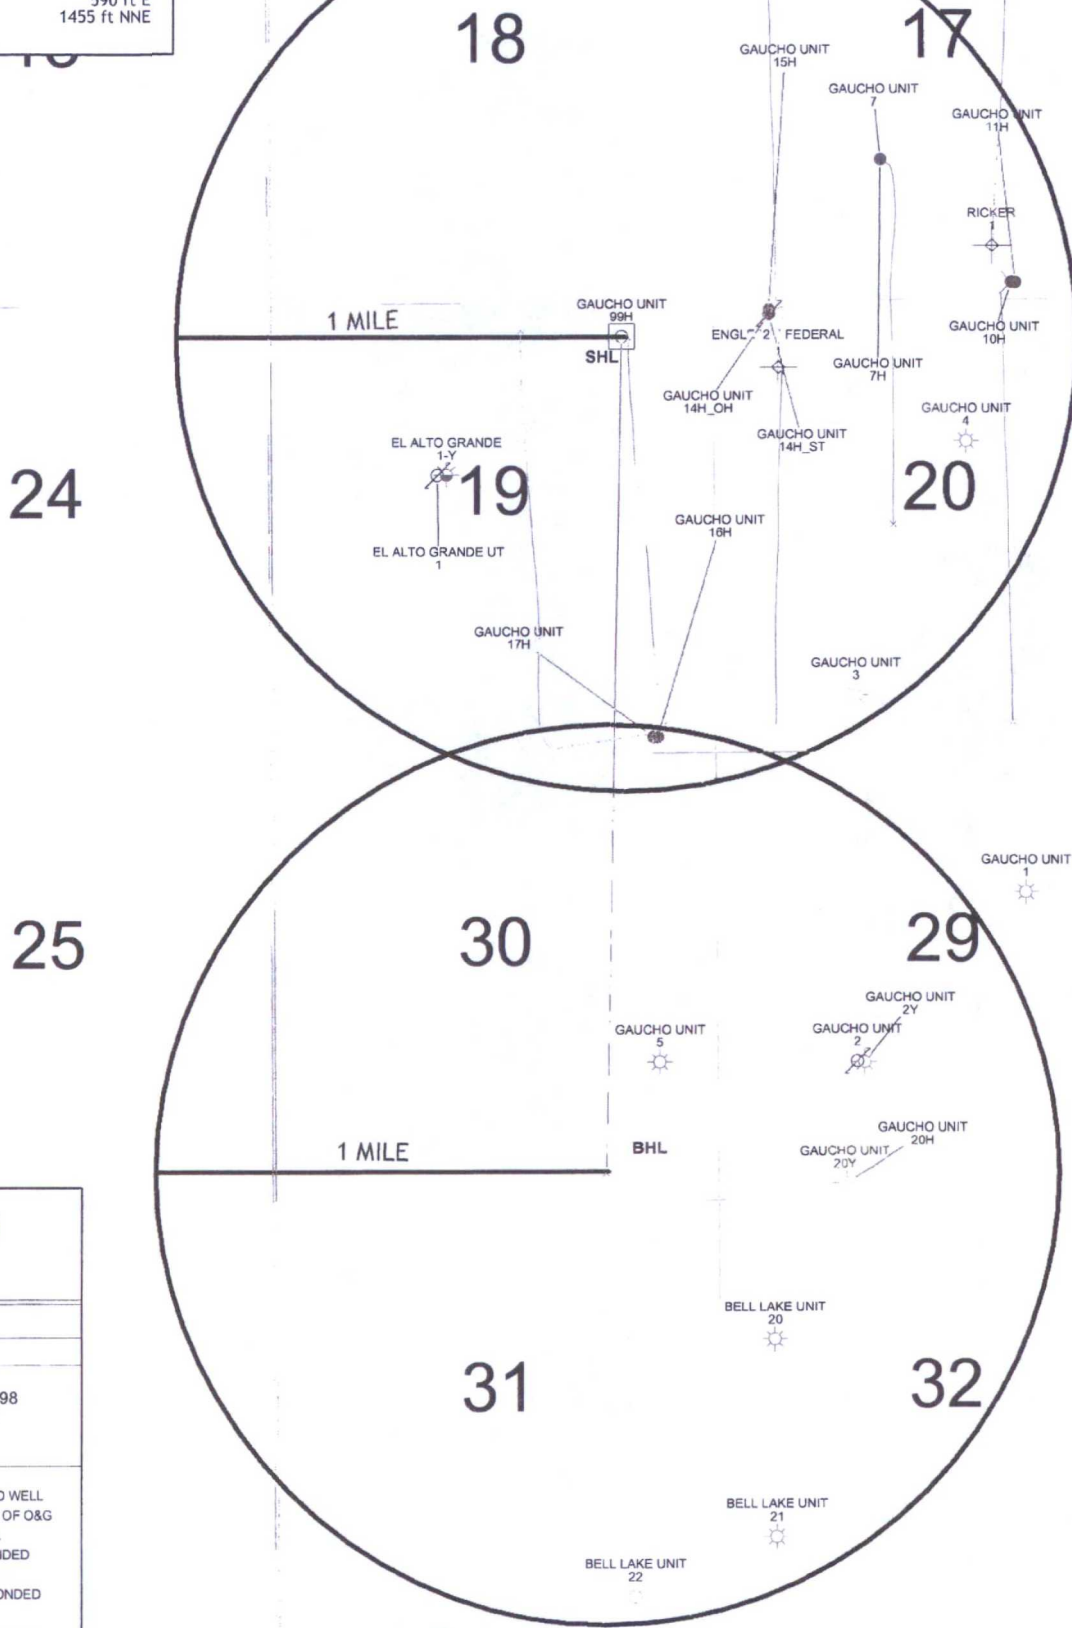 1455 ft NNE
18
17
GAUCHO UNIT
15H
GAUCHO UNIT
7
GAUCHO UNIT
11H
RICKER
1
GAUCHO UNIT
99H
1 MILE
SHL
FEDERAL
GAUCHO UNIT
10H
GAUCHO UNIT
7H
GAUCHO UNIT
14H_OH
GAUCHO UNIT
4
GAUCHO UNIT
14H_ST
EL ALTO GRANDE
1-Y
24
19
20
GAUCHO UNIT
16H
EL ALTO GRANDE UT
1
GAUCHO UNIT
17H
GAUCHO UNIT
3
GAUCHO UNIT
1
25
30
29
GAUCHO UNIT
2Y
GAUCHO UNIT
2
GAUCHO UNIT
5
GAUCHO UNIT
20H
1 MILE
BHL
GAUCHO UNIT
20Y
BELL LAKE UNIT
20
31
32
98
WELL
OF O&G
BELL LAKE UNIT
21
BELL LAKE UNIT
22